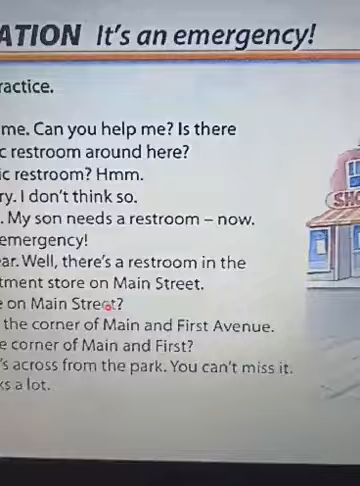 ATION It's an emergency!
ractice.
me. Can you help me? Is there
c restroom around here?
ic restroom? Hmm.
ry. I don't think so.
. My son needs a restroom – now.
emergency!
ar. Well, there's a restroom in the
tment store on Main Street.
e on Main Street?
the corner of Main and First Avenue.
e corner of Main and First?
's across from the park. You can't miss it.
ks a lot.
SHO